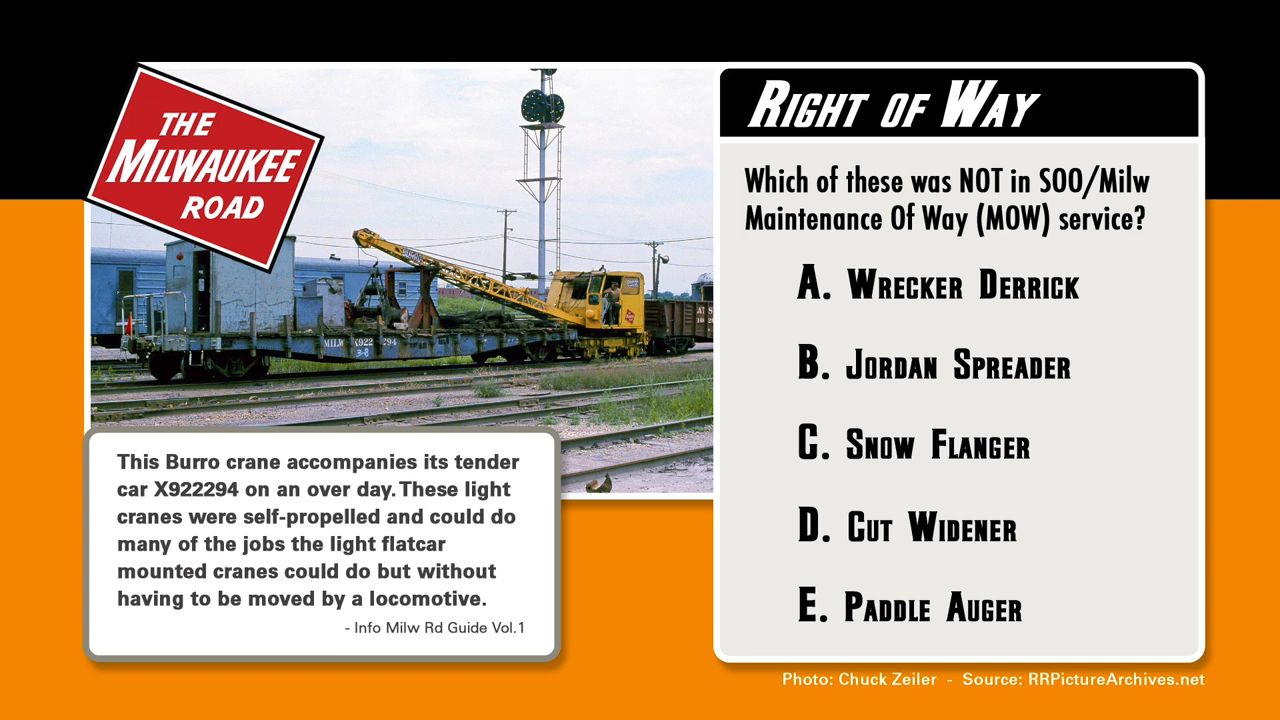 THE
MILWAUKEE
ROAD
MILW X922294
3-8
RIGHT OF WAY
Which of these was NOT in SOO/Milw
Maintenance Of Way (MOW) service?
A. WRECKER DERRICK
B. JORDAN SPREADER
C. SNOW FLANGER
D. CUT WIDENER
E. PADDLE AUGER
This Burro crane accompanies its tender
car X922294 on an over day. These light
cranes were self-propelled and could do
many of the jobs the light flatcar
mounted cranes could do but without
having to be moved by a locomotive.
- Info Milw Rd Guide Vol.1
Photo: Chuck Zeiler - Source: RRPictureArchives.net